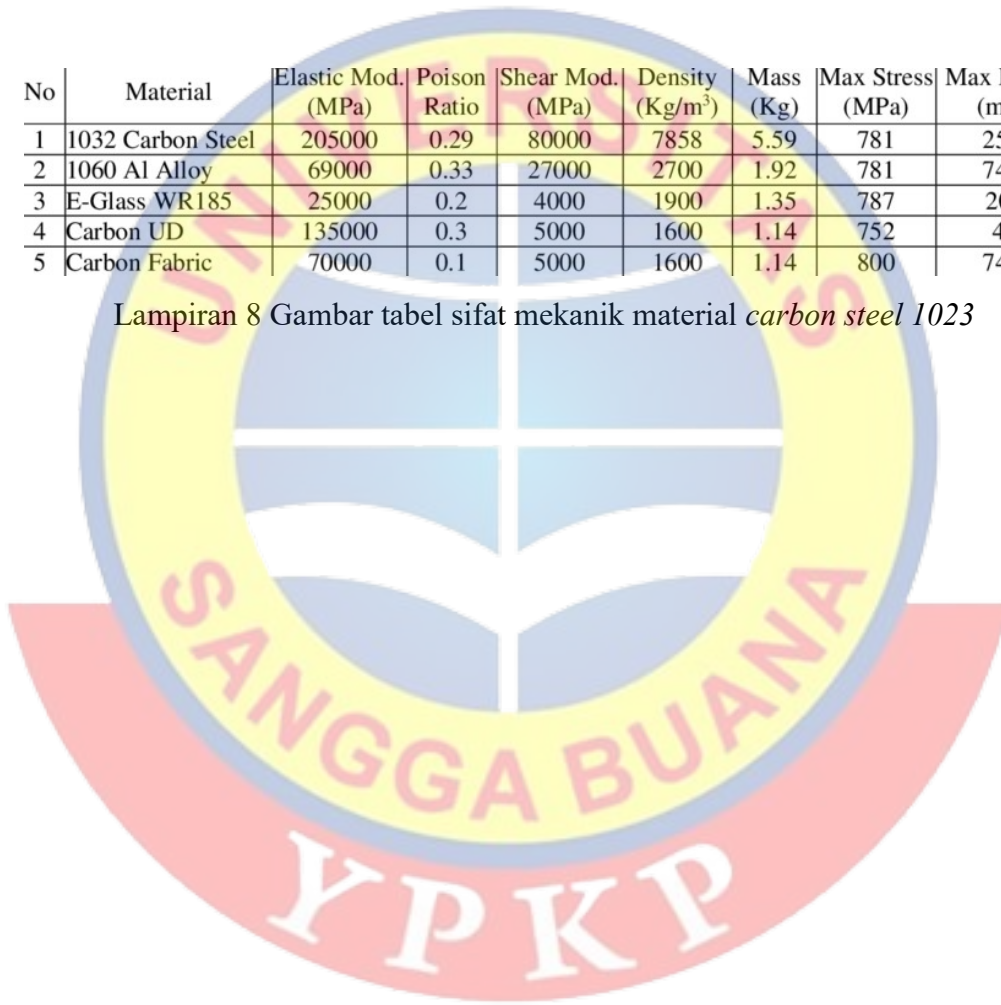 No Material Elastic Mod. (MPa) Poison Ratio Shear Mod. (MPa) Density (Kg/m³) Mass (Kg) Max Stress (MPa) Max
1 1032 Carbon Steel 205000 0.29 80000 7858 5.59 781
2 1060 Al Alloy 69000 0.33 27000 2700 1.92 781
3 E-Glass WR185 25000 0.2 4000 1900 1.35 787
4 Carbon UD 135000 0.3 5000 1600 1.14 752
5 Carbon Fabric 70000 0.1 5000 1600 1.14 800
Lampiran 8 Gambar tabel sifat mekanik material carbon steel 1023
UNIVERSITAS
SANGGA BUANA
YPKP